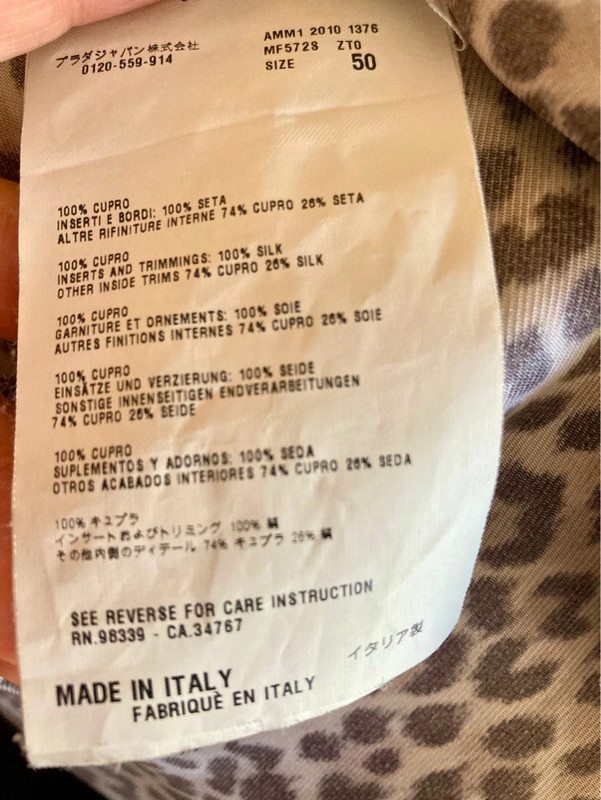 プラダジャパン株式会社
0120-559-914
AMM1 2010 1376
MF572S ZT0
SIZE 50
100% CUPRO
INSERTI E BORDI: 100% SETA
ALTRE RIFINITURE INTERNE 74% CUPRO 26% SETA
100% CUPRO
INSERTS AND TRIMMINGS: 100% SILK
OTHER INSIDE TRIMS 74% CUPRO 26% SILK
100% CUPRO
GARNITURE ET ORNEMENTS: 100% SOIE
AUTRES FINITIONS INTERNES 74% CUPRO 26% SOIE
100% CUPRO
EINSÄTZE UND VERZIERUNG: 100% SEIDE
SONSTIGE INNENSEITIGEN ENDVERARBEITUNGEN
74% CUPRO 26% SEIDE
100% CUPRO
SUPLEMENTOS Y ADORNOS: 100% SEDA
OTROS ACABADOS INTERIORES 74% CUPRO 26% SEDA
100% キュプラ
インサートおよびトリミング 100% 絹
その他内側のディテール 74% キュプラ 26% 絹
SEE REVERSE FOR CARE INSTRUCTION
RN.98339 - CA.34767
イタリア製
MADE IN ITALY
FABRIQUÈ EN ITALY